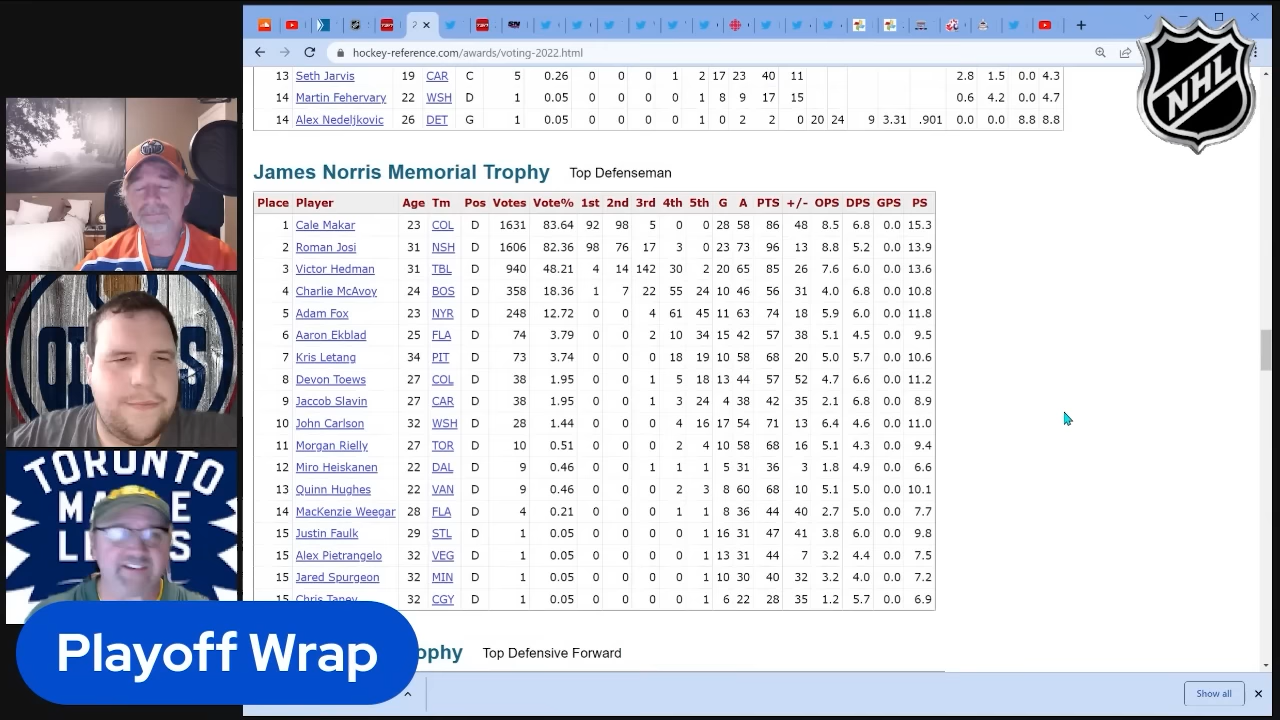 hockey-reference.com/awards/voting-2022.html
13 Seth Jarvis 19 CAR C 5 0.26 0 0 0 1 2 17 23 40 11 2.8 1.5 0.0 4.3
14 Martin Fehervary 22 WSH D 1 0.05 0 0 0 0 1 8 9 17 15 0.6 4.2 0.0 4.7
14 Alex Nedeljkovic 26 DET G 1 0.05 0 0 0 0 1 0 2 2 0 20 24 9 3.31 .901 0.0 0.0 8.8 8.8
NHL
James Norris Memorial Trophy Top Defenseman
Place Player Age Tm Pos Votes Vote% 1st 2nd 3rd 4th 5th G A PTS +/- OPS DPS GPS PS
1 Cale Makar 23 COL D 1631 83.64 92 98 5 0 0 28 58 86 48 8.5 6.8 0.0 15.3
2 Roman Josi 31 NSH D 1606 82.36 98 76 17 3 0 23 73 96 13 8.8 5.2 0.0 13.9
3 Victor Hedman 31 TBL D 940 48.21 4 14 142 30 2 20 65 85 26 7.6 6.0 0.0 13.6
4 Charlie McAvoy 24 BOS D 358 18.36 1 7 22 55 24 10 46 56 31 4.0 6.8 0.0 10.8
5 Adam Fox 23 NYR D 248 12.72 0 0 4 61 45 11 63 74 18 5.9 6.0 0.0 11.8
6 Aaron Ekblad 25 FLA D 74 3.79 0 0 2 10 34 15 42 57 38 5.1 4.5 0.0 9.5
7 Kris Letang 34 PIT D 73 3.74 0 0 0 18 19 10 58 68 20 5.0 5.7 0.0 10.6
8 Devon Toews 27 COL D 38 1.95 0 0 1 5 18 13 44 57 52 4.7 6.6 0.0 11.2
9 Jaccob Slavin 27 CAR D 38 1.95 0 0 1 3 24 4 38 42 35 2.1 6.8 0.0 8.9
10 John Carlson 32 WSH D 28 1.44 0 0 0 4 16 17 54 71 13 6.4 4.6 0.0 11.0
11 Morgan Rielly 27 TOR D 10 0.51 0 0 0 2 4 10 58 68 16 5.1 4.3 0.0 9.4
12 Miro Heiskanen 22 DAL D 9 0.46 0 0 1 1 1 5 31 36 3 1.8 4.9 0.0 6.6
13 Quinn Hughes 22 VAN D 9 0.46 0 0 0 2 3 8 60 68 10 5.1 5.0 0.0 10.1
14 MacKenzie Weegar 28 FLA D 4 0.21 0 0 0 1 1 8 36 44 40 2.7 5.0 0.0 7.7
15 Justin Faulk 29 STL D 1 0.05 0 0 0 0 1 16 31 47 41 3.8 6.0 0.0 9.8
15 Alex Pietrangelo 32 VEG D 1 0.05 0 0 0 0 1 13 31 44 7 3.2 4.4 0.0 7.5
15 Jared Spurgeon 32 MIN D 1 0.05 0 0 0 0 1 10 30 40 32 3.2 4.0 0.0 7.2
15 Chris Tanev 32 CGY D 1 0.05 0 0 0 0 1 6 22 28 35 1.2 5.7 0.0 6.9
ophy Top Defensive Forward
TORONTO
Playoff Wrap
Show all